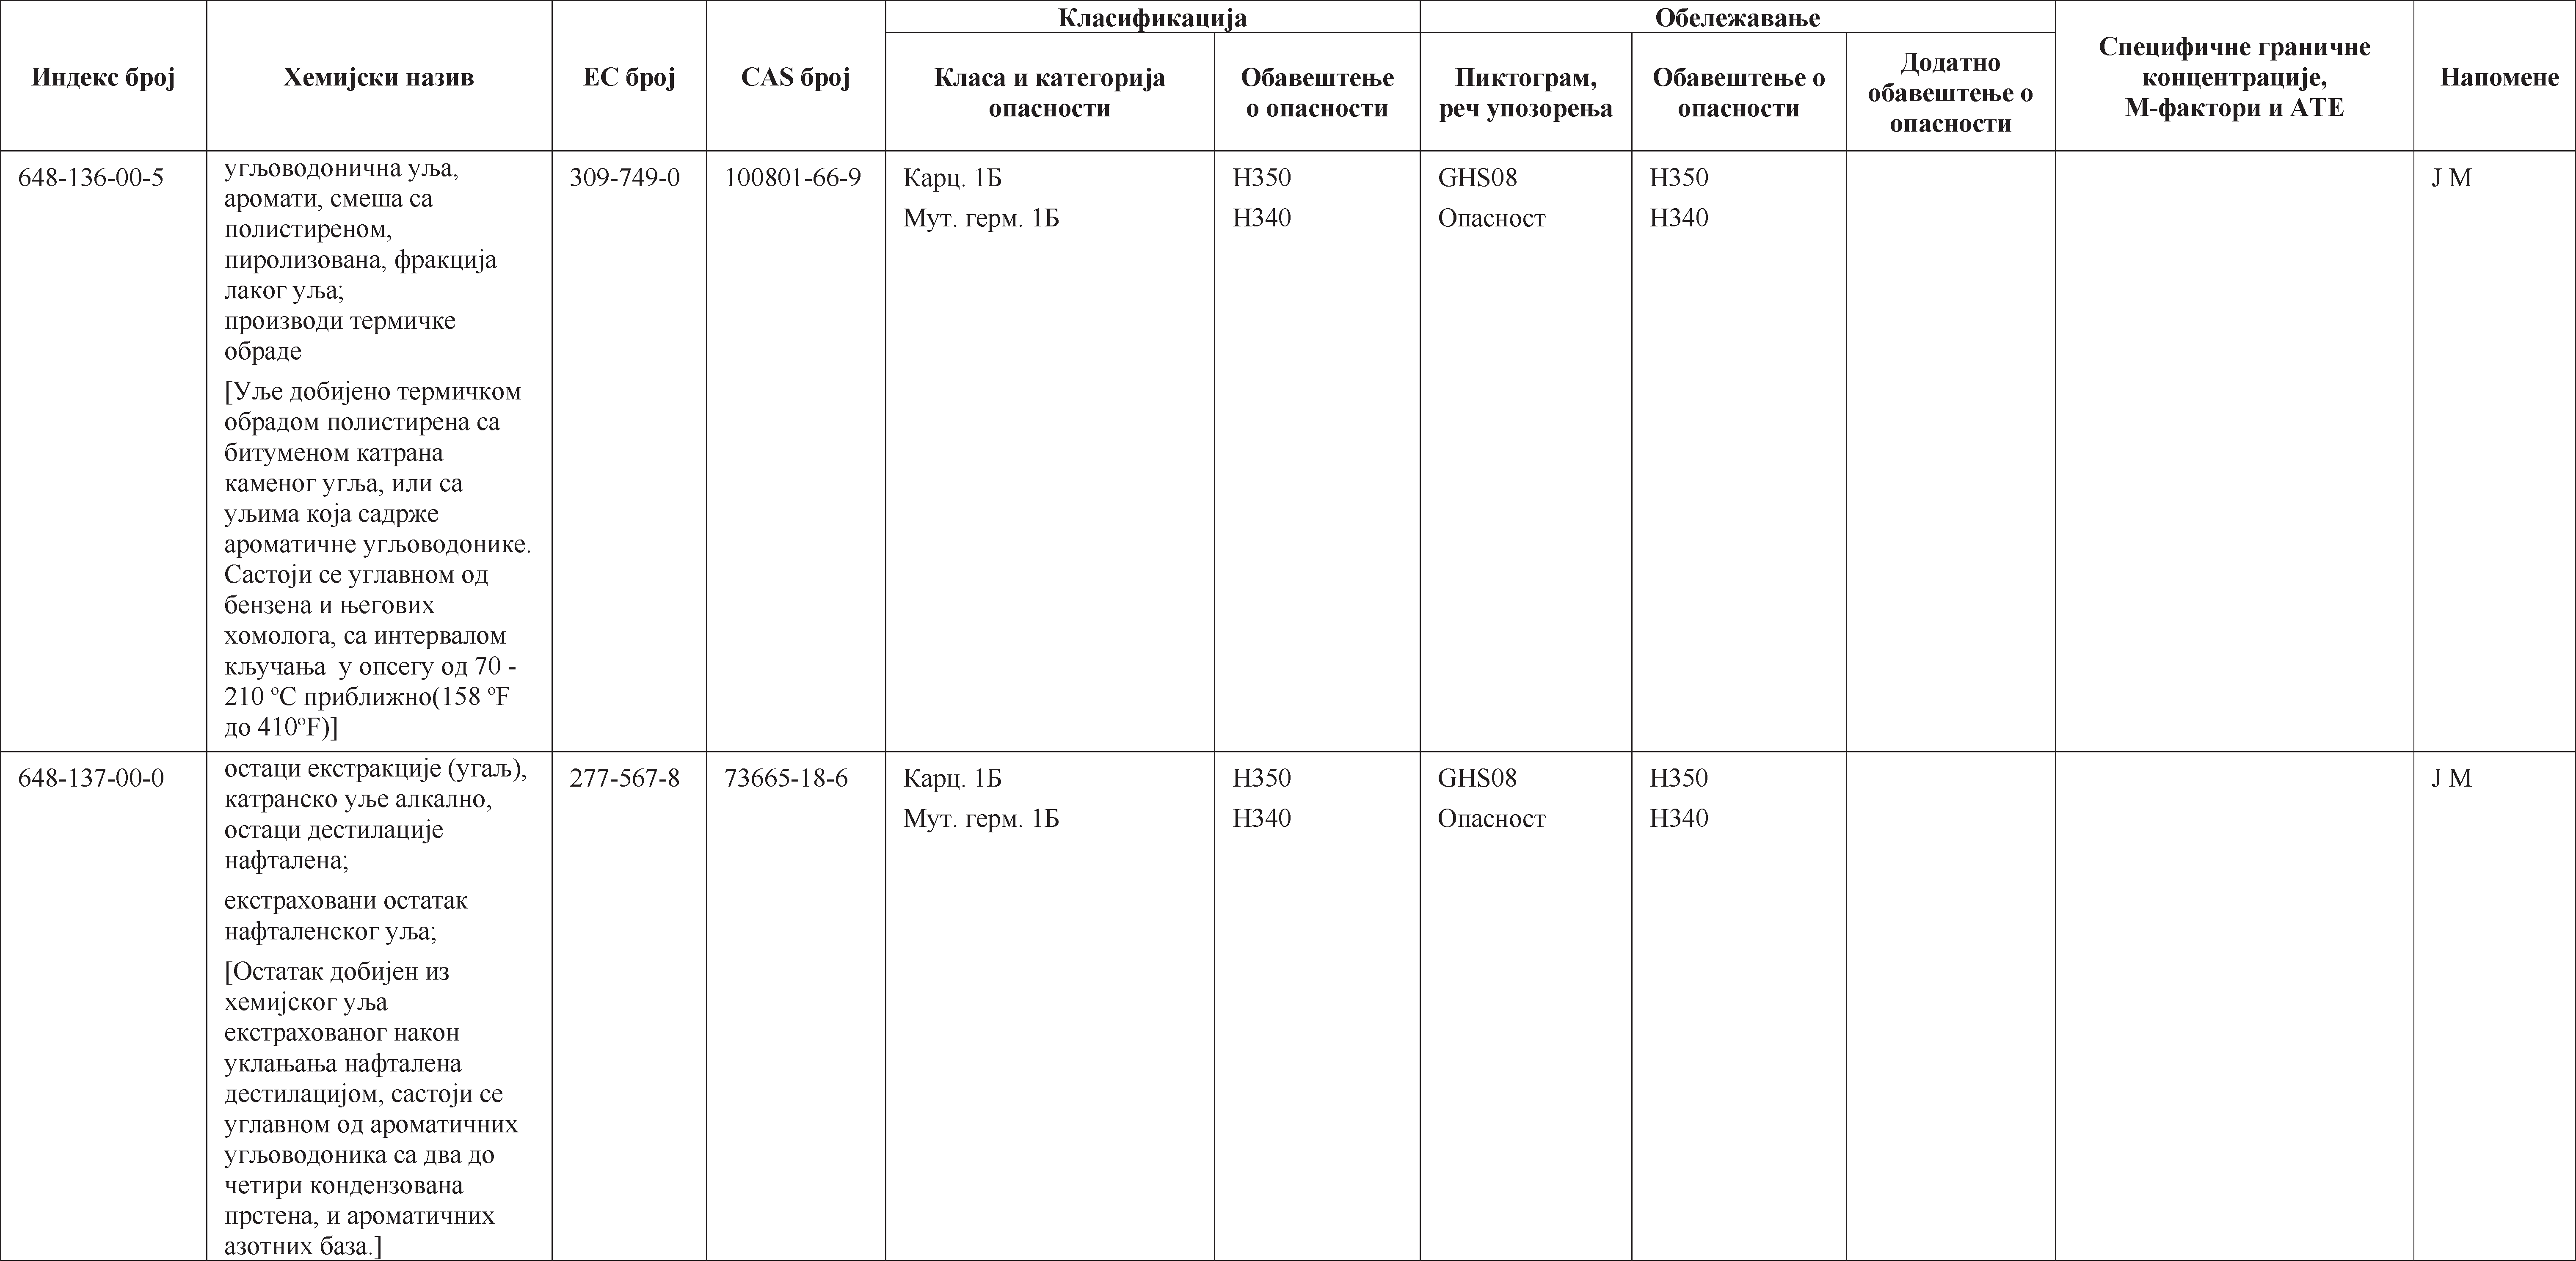 Класификација
Обележавање
Индекс број
Хемијски назив
ЕС број
CAS број
Класа и категорија
опасности
Обавештење
о опасности
Пиктограм,
реч упозорења
Обавештење о
опасности
Додатно
обавештење о
опасности
Специфичне граничне
концентрације,
М-фактори и АТЕ
Напомене
648-136-00-5
угљоводонична уља,
аромати, смеша са
полистиреном,
пиролизована, фракција
лаког уља;
производи термичке
обраде
[Уље добијено термичком
обрадом полистирена са
битуменом катрана
каменог угља, или са
уљима која садрже
ароматичне угљоводонике.
Састоји се углавном од
бензена и његових
хомолога, са интервалом
кључања  у опсегу од 70 -
210 ºC приближно(158 ºF
до 410ºF)]
309-749-0
100801-66-9
Карц. 1Б
Мут. герм. 1Б
H350
H340
GHS08
Опасност
H350
H340
J M
648-137-00-0
остаци екстракције (угаљ),
катранско уље алкално,
остаци дестилације
нафталена;
екстраховани остатак
нафталенског уља;
[Остатак добијен из
хемијског уља
екстрахованог након
уклањања нафталена
дестилацијом, састоји се
углавном од ароматичних
угљоводоника са два до
четири кондензована
прстена, и ароматичних
азотних база.]
277-567-8
73665-18-6
Карц. 1Б
Мут. герм. 1Б
H350
H340
GHS08
Опасност
H350
H340
J M